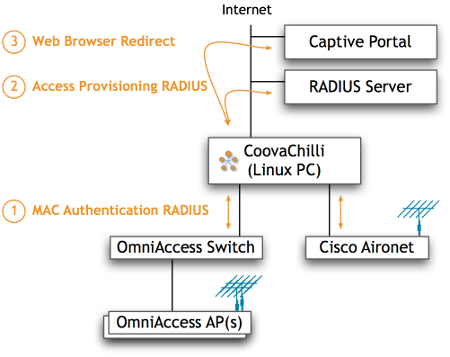 Internet
3 Web Browser Redirect
Captive Portal
2 Access Provisioning RADIUS
RADIUS Server
CoovaChilli
(Linux PC)
1 MAC Authentication RADIUS
OmniAccess Switch
Cisco Aironet
OmniAccess AP(s)